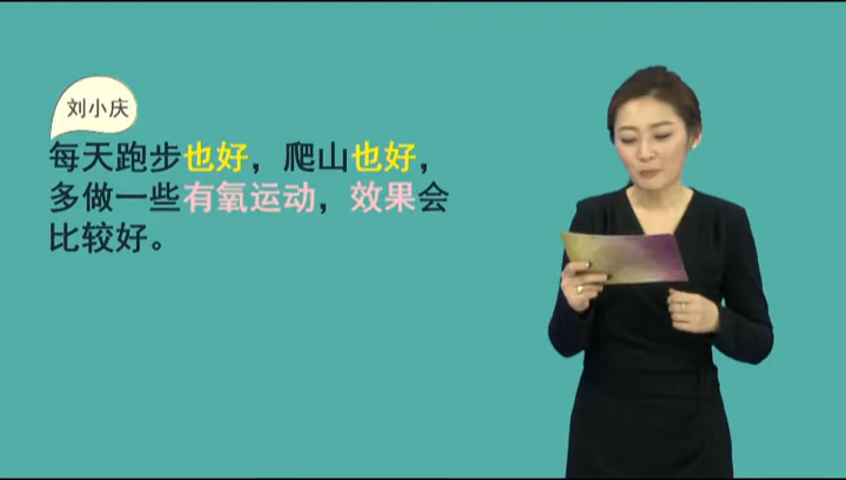 刘小庆
每天跑步也好，爬山也好，
多做一些有氧运动，效果会
比较好。